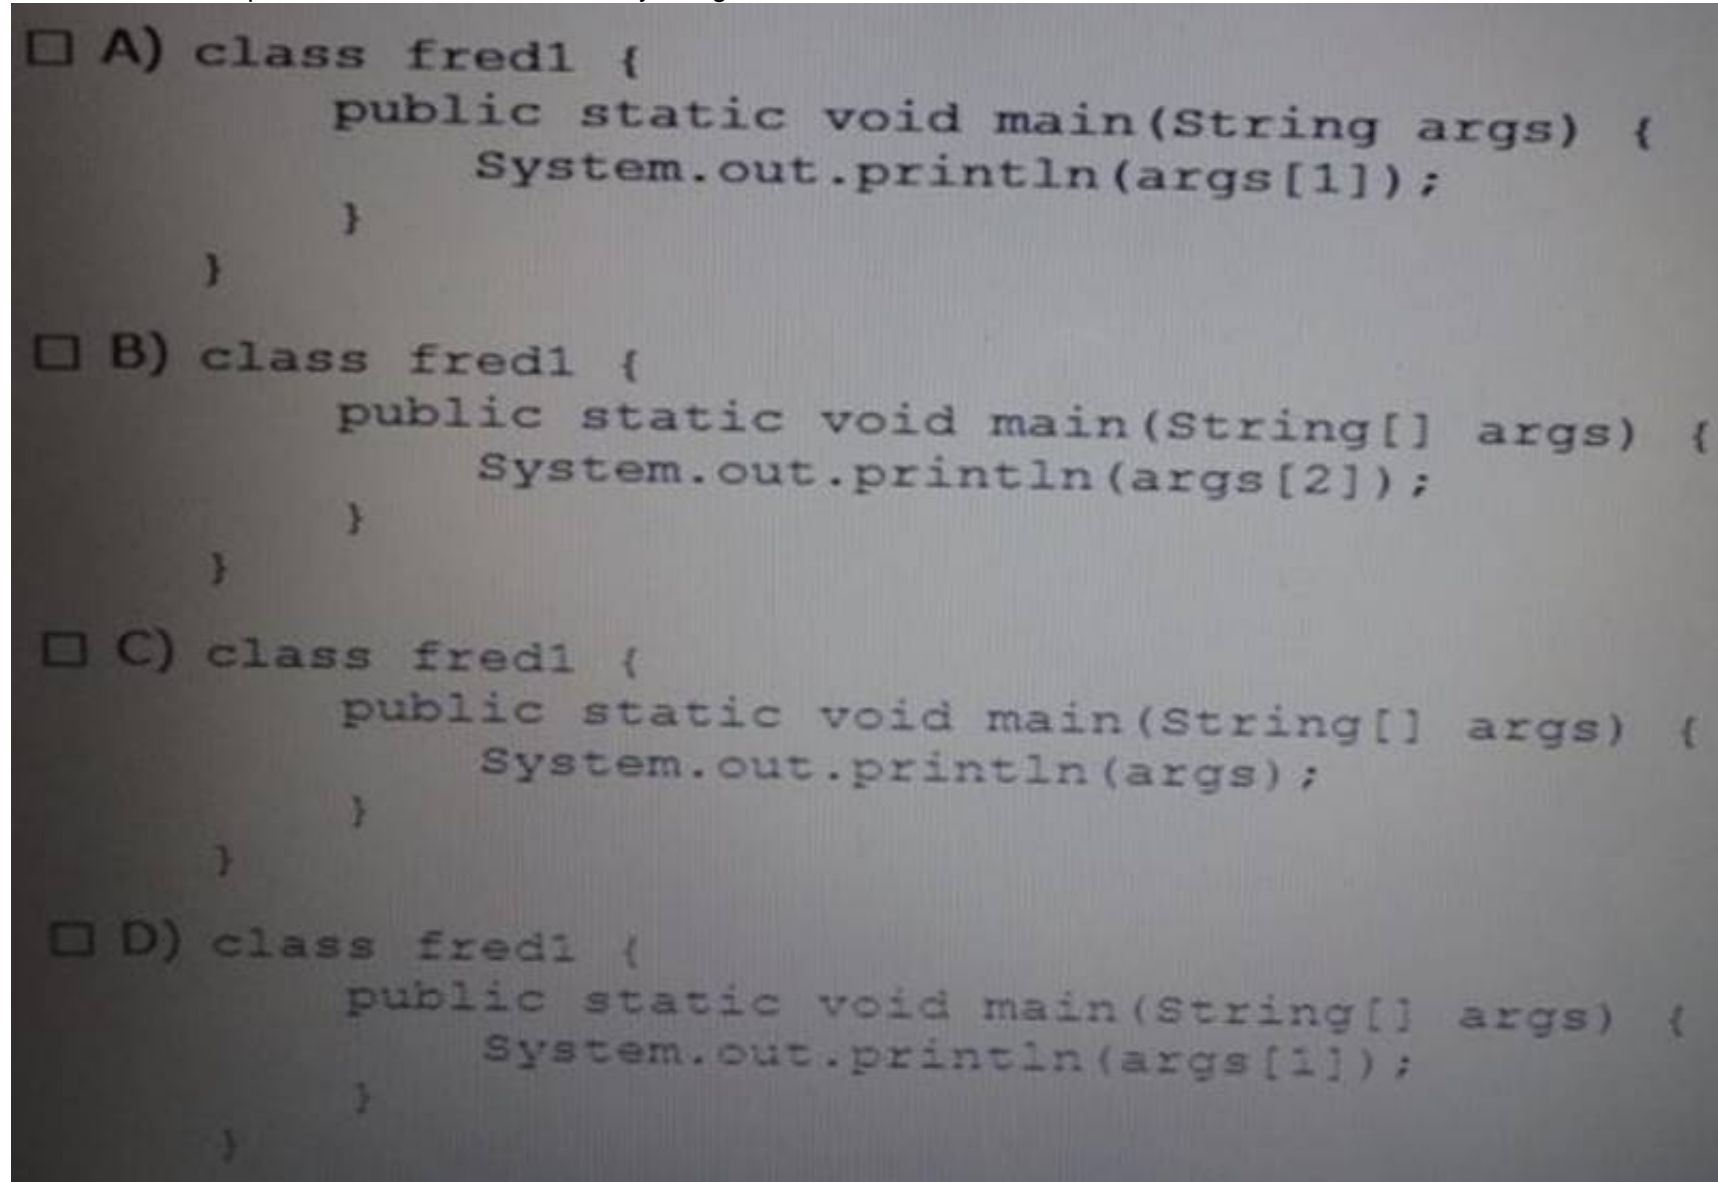 ☐ A) class fred1 {
public static void main(String args) {
System.out.println(args[1]);
}
}
☐ B) class fred1 {
public static void main(String[] args) {
System.out.println(args[2]);
}
}
☐ C) class fred1 {
public static void main(String[] args) {
System.out.println(args);
}
}
☐ D) class fred1 {
public static void main(String[] args) {
System.out.println(args[1]);
}
}